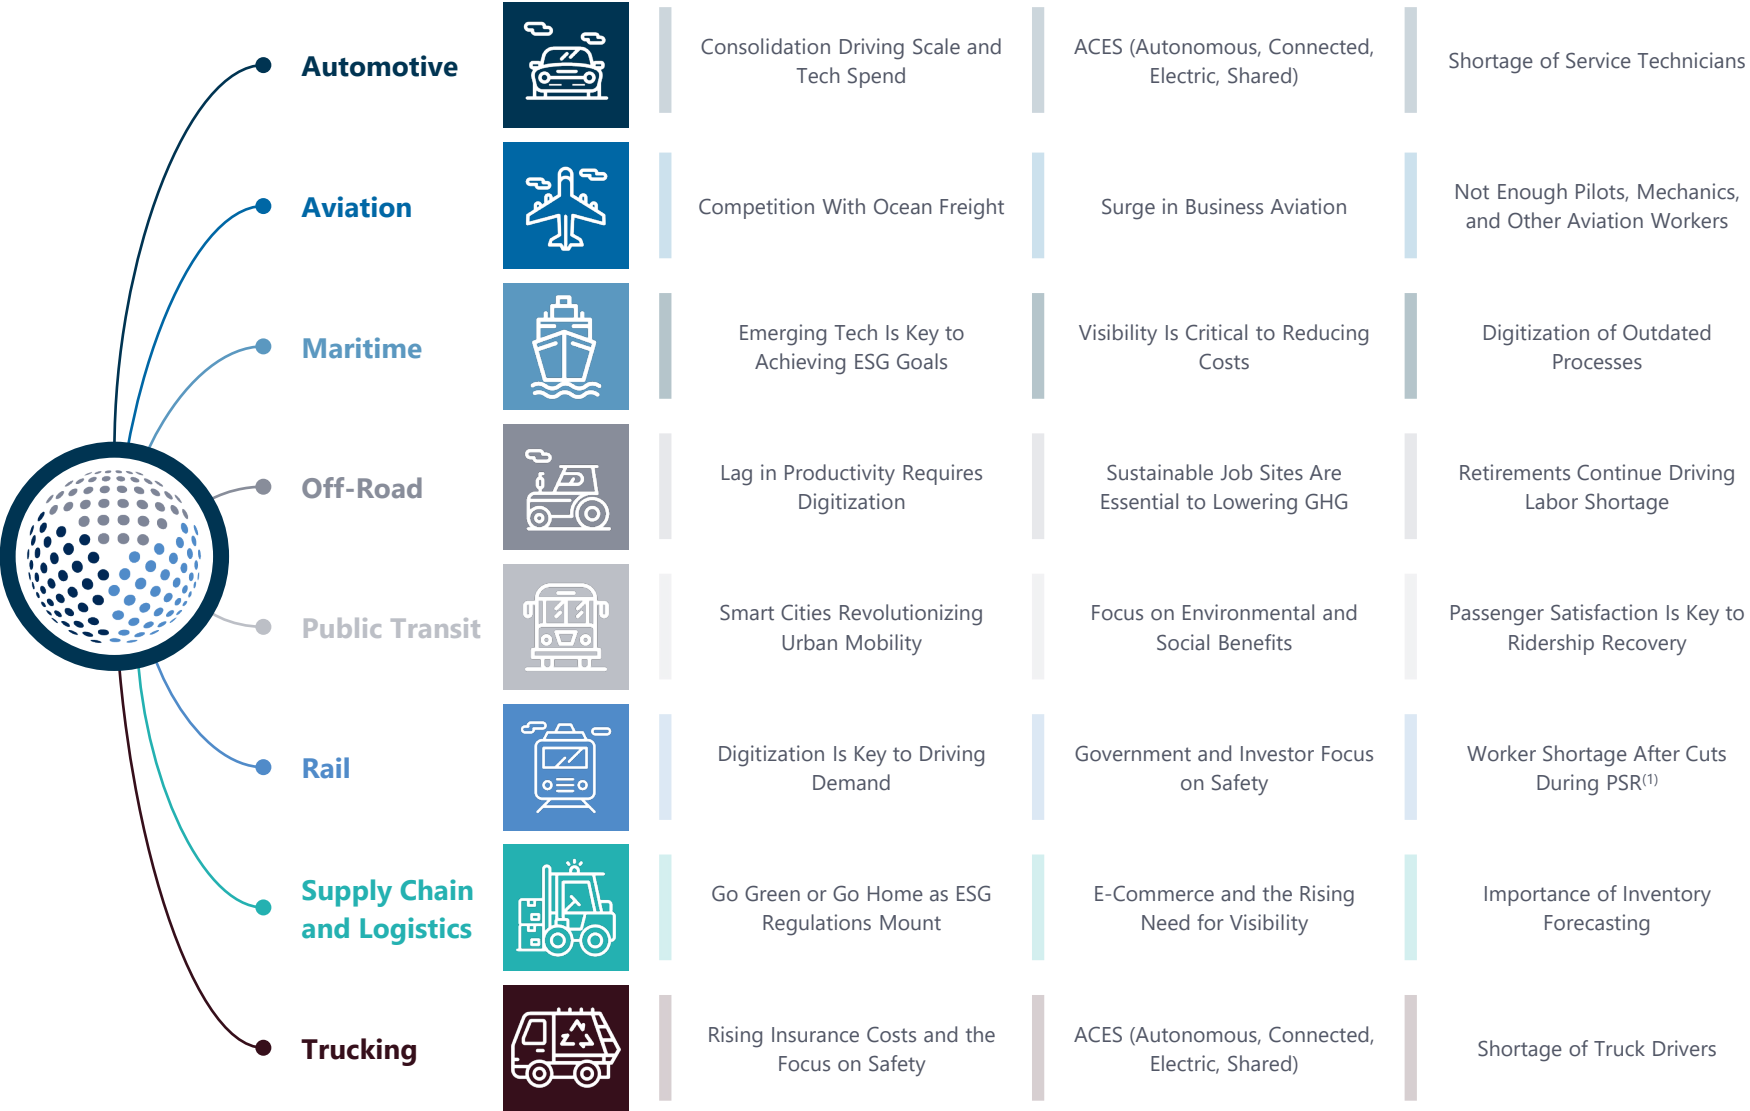 Automotive
Consolidation Driving Scale and
Tech Spend
ACES (Autonomous, Connected,
Electric, Shared)
Shortage of Service Technicians
Aviation
Competition With Ocean Freight
Surge in Business Aviation
Not Enough Pilots, Mechanics,
and Other Aviation Workers
Maritime
Emerging Tech Is Key to
Achieving ESG Goals
Visibility Is Critical to Reducing
Costs
Digitization of Outdated
Processes
Off-Road
Lag in Productivity Requires
Digitization
Sustainable Job Sites Are
Essential to Lowering GHG
Retirements Continue Driving
Labor Shortage
Public Transit
Smart Cities Revolutionizing
Urban Mobility
Focus on Environmental and
Social Benefits
Passenger Satisfaction Is Key to
Ridership Recovery
Rail
Digitization Is Key to Driving
Demand
Government and Investor Focus
on Safety
Worker Shortage After Cuts
During PSR(1)
Supply Chain
and Logistics
Go Green or Go Home as ESG
Regulations Mount
E-Commerce and the Rising
Need for Visibility
Importance of Inventory
Forecasting
Trucking
Rising Insurance Costs and the
Focus on Safety
ACES (Autonomous, Connected,
Electric, Shared)
Shortage of Truck Drivers